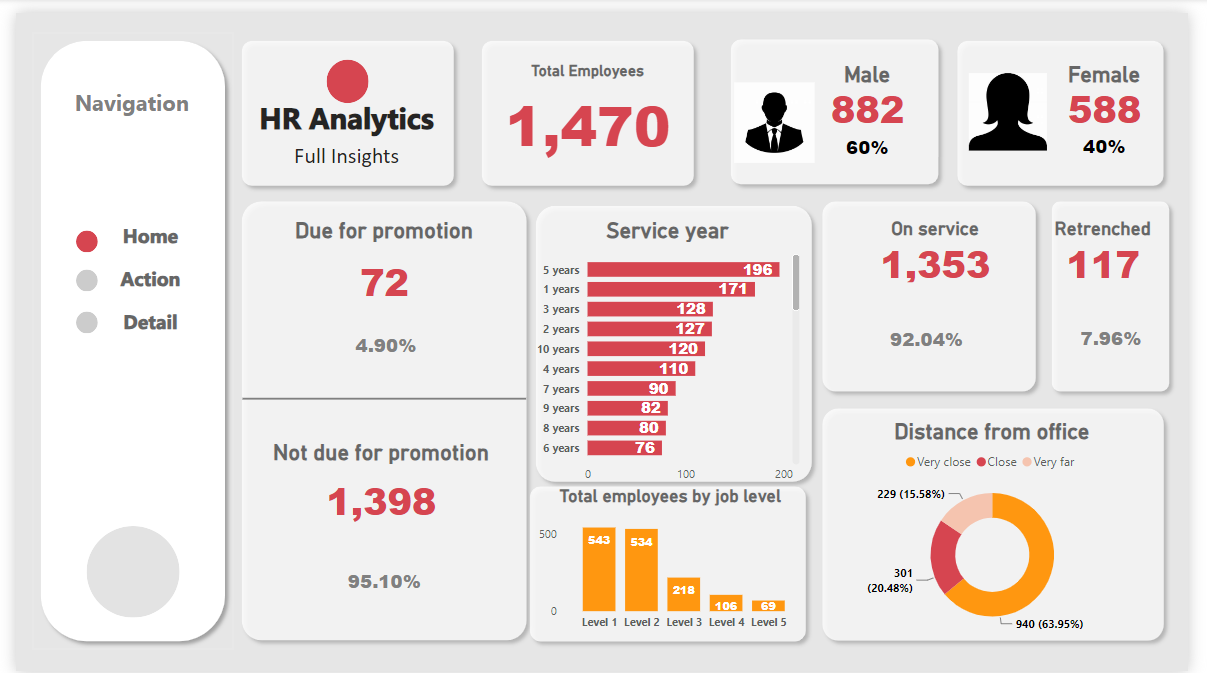 Navigation
Home
Action
Detail
HR Analytics
Full Insights
Total Employees
1,470
Male
882
60%
Female
588
40%
Due for promotion
72
4.90%
Not due for promotion
1,398
95.10%
Service year
5 years 196
1 years 171
3 years 128
2 years 127
10 years 120
4 years 110
7 years 90
9 years 82
8 years 80
6 years 76
0 100 200
Total employees by job level
500
0
543 534 218 106 69
Level 1 Level 2 Level 3 Level 4 Level 5
On service
1,353
92.04%
Retrenched
117
7.96%
Distance from office
Very close Close Very far
229 (15.58%)
301
(20.48%)
940 (63.95%)